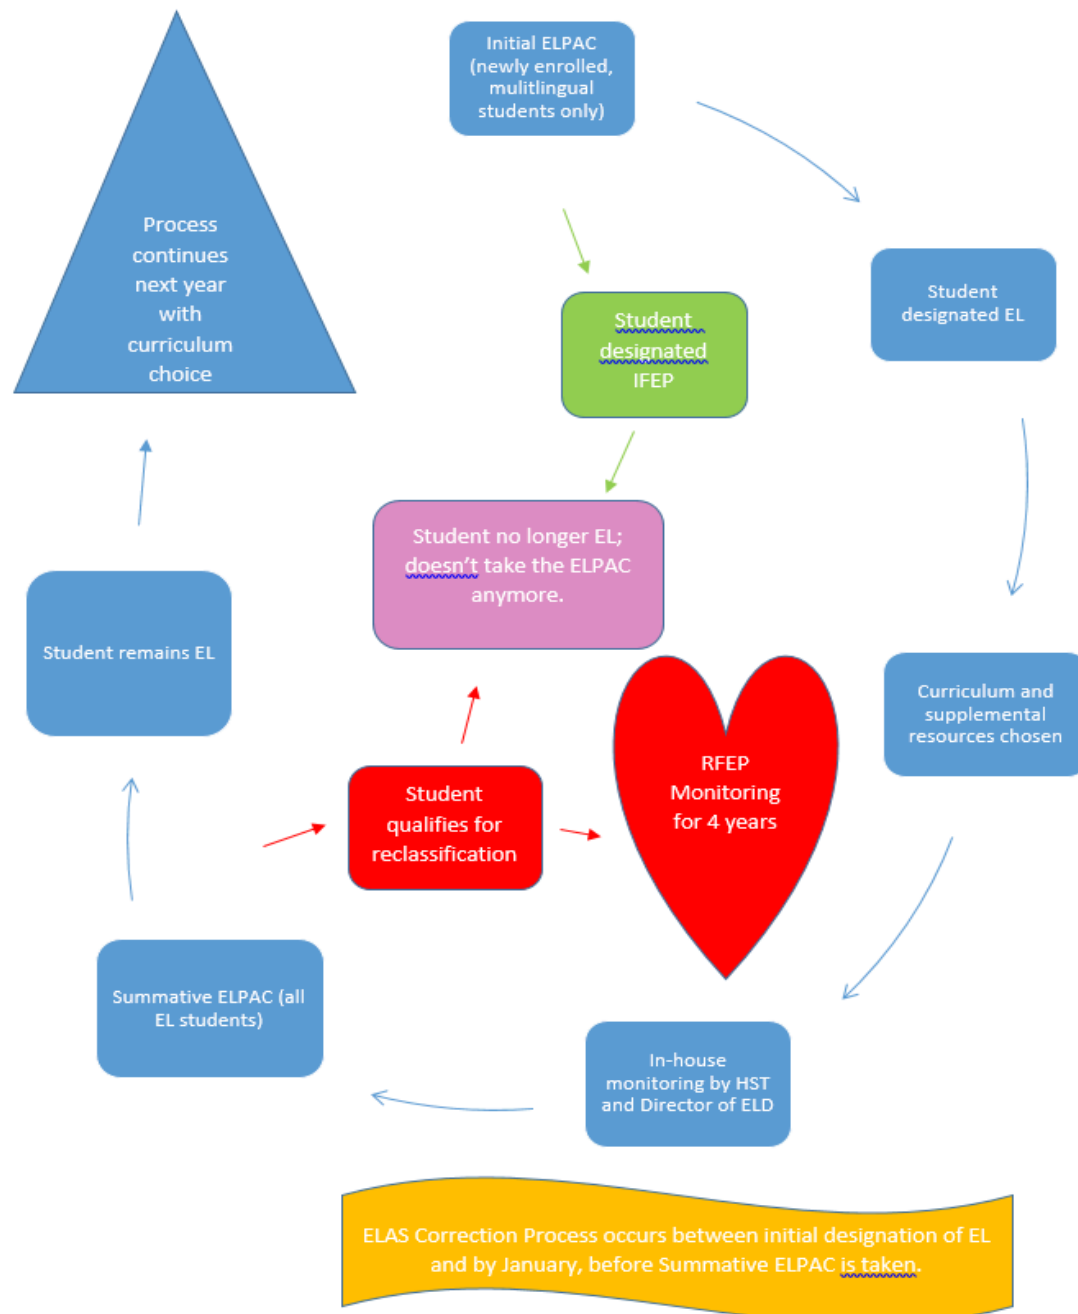 Initial ELPAC
(newly enrolled,
mulitlingual
students only)
Process
continues
next year
with
curriculum
choice
Student
designated EL
Student
designated
IFEP
Student no longer EL;
doesn't take the ELPAC
anymore.
Student remains EL
Curriculum and
supplemental
resources chosen
RFEP
Monitoring
for 4 years
Student
qualifies for
reclassification
Summative ELPAC (all
EL students)
In-house
monitoring by HST
and Director of ELD
ELAS Correction Process occurs between initial designation of EL
and by January, before Summative ELPAC is taken.